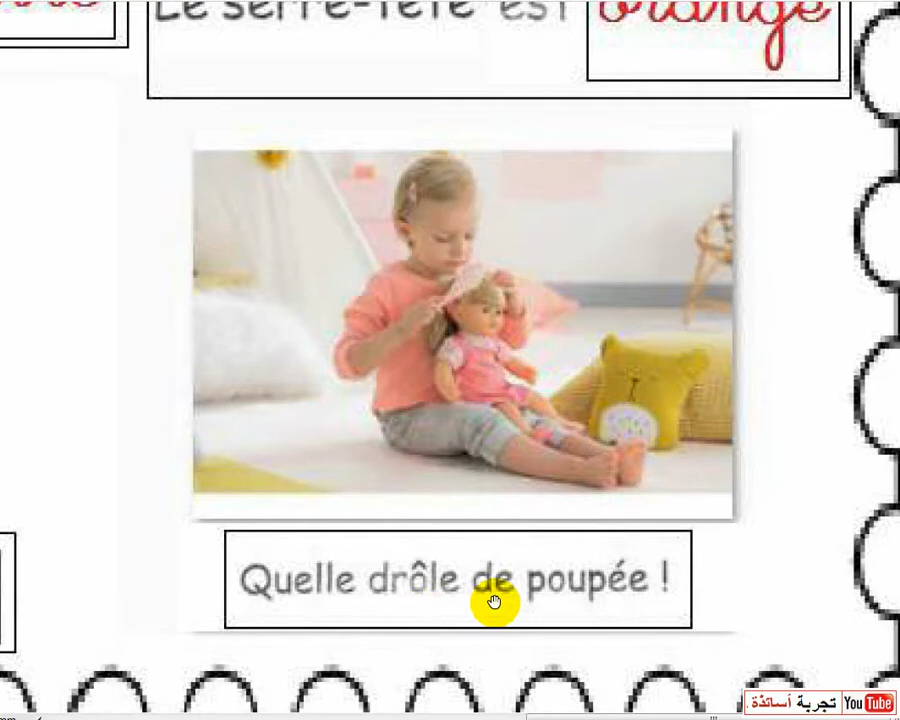 Le serre-tête est orange
Quelle drôle de poupée !
تجربة أساتذة. YouTube